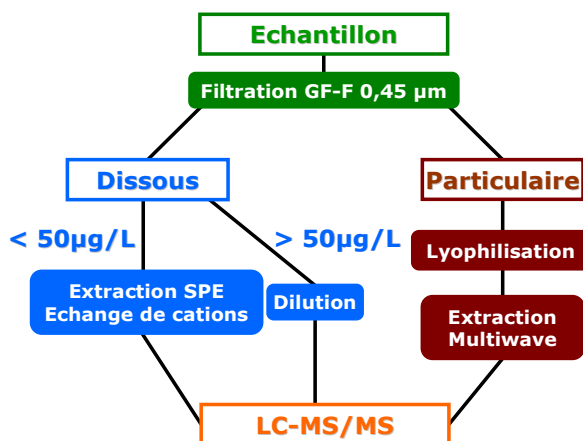 Echantillon
Filtration GF-F 0,45 µm
Dissous
Particulaire
< 50µg/L
> 50µg/L
Lyophilisation
Extraction SPE
Echange de cations
Dilution
Extraction
Multiwave
LC-MS/MS